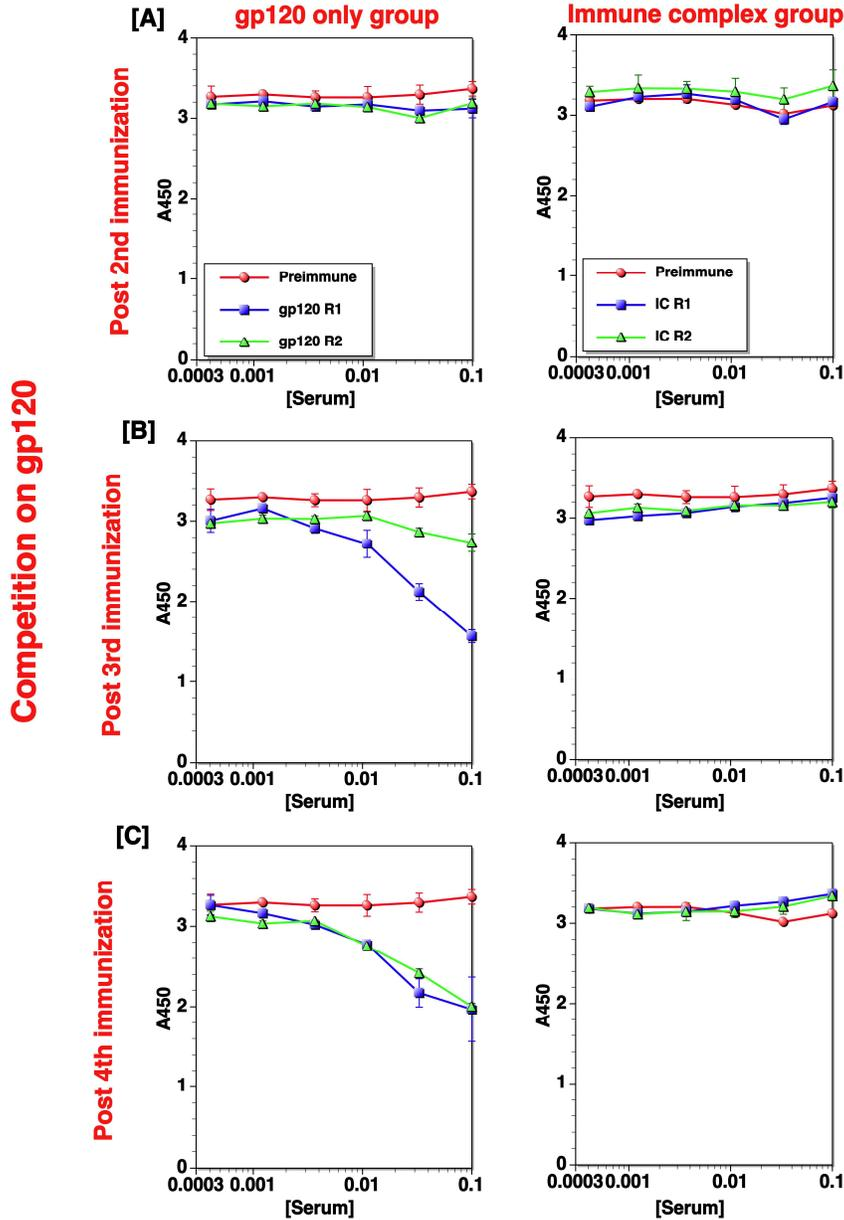 [A]
gp120 only group
Immune complex group
Competition on gp120
Post 2nd immunization
4
3
2
1
0
A450
Preimmune
gp120 R1
gp120 R2
0.0003 0.001 0.01 0.1
[Serum]
4
3
2
1
0
A450
Preimmune
IC R1
IC R2
0.0003 0.001 0.01 0.1
[Serum]
[B]
Post 3rd immunization
4
3
2
1
0
A450
0.0003 0.001 0.01 0.1
[Serum]
4
3
2
1
0
A450
0.0003 0.001 0.01 0.1
[Serum]
[C]
Post 4th immunization
4
3
2
1
0
A450
0.0003 0.001 0.01 0.1
[Serum]
4
3
2
1
0
A450
0.0003 0.001 0.01 0.1
[Serum]